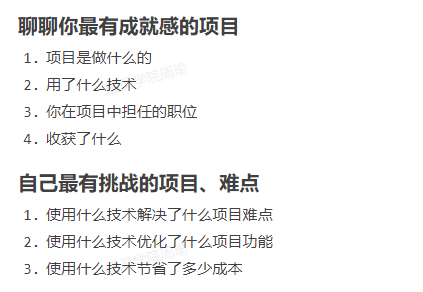 聊聊你最有成就感的项目
1. 项目是做什么的
2. 用了什么技术
3. 你在项目中担任的职位
4. 收获了什么
自己最有挑战的项目、难点
1. 使用什么技术解决了什么项目难点
2. 使用什么技术优化了什么项目功能
3. 使用什么技术节省了多少成本